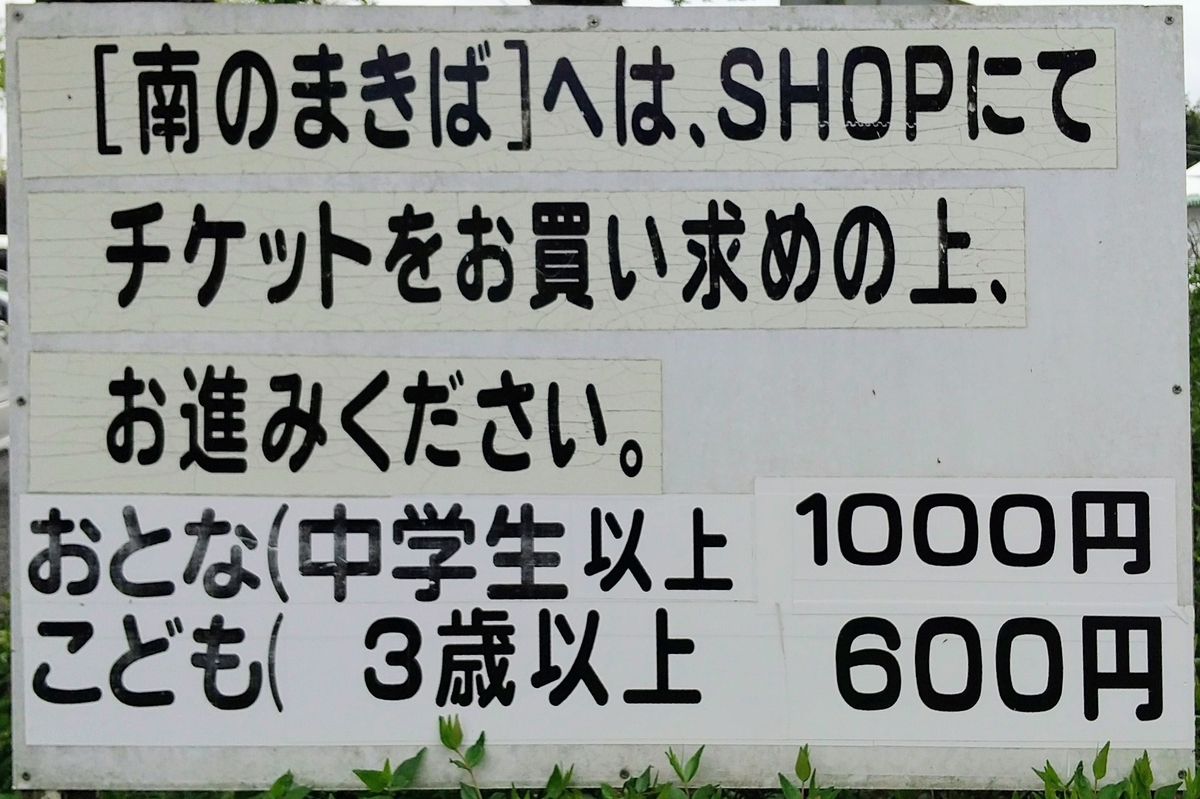 ［南のまきば］へは、SHOPにて
チケットをお買い求めの上、
お進みください。
おとな(中学生以上 1000円
こども( 3歳以上 600円